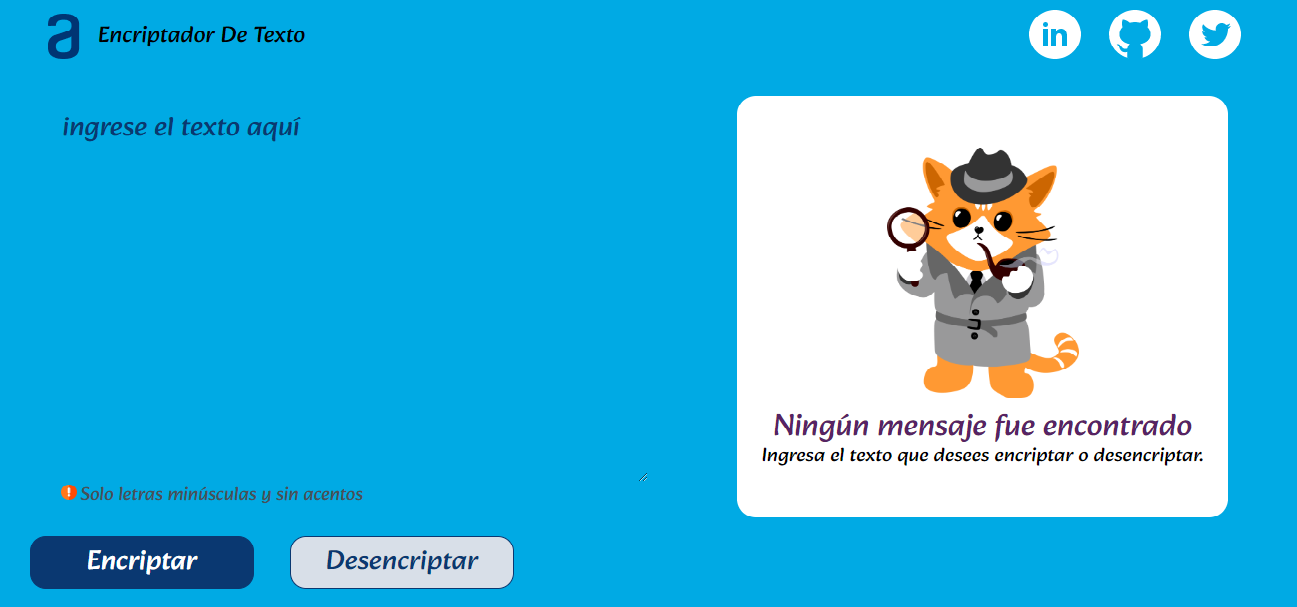 a Encriptador De Texto
in
ingrese el texto aquí
Ningún mensaje fue encontrado
Ingresa el texto que desees encriptar o desencriptar.
Solo letras minúsculas y sin acentos
Encriptar
Desencriptar